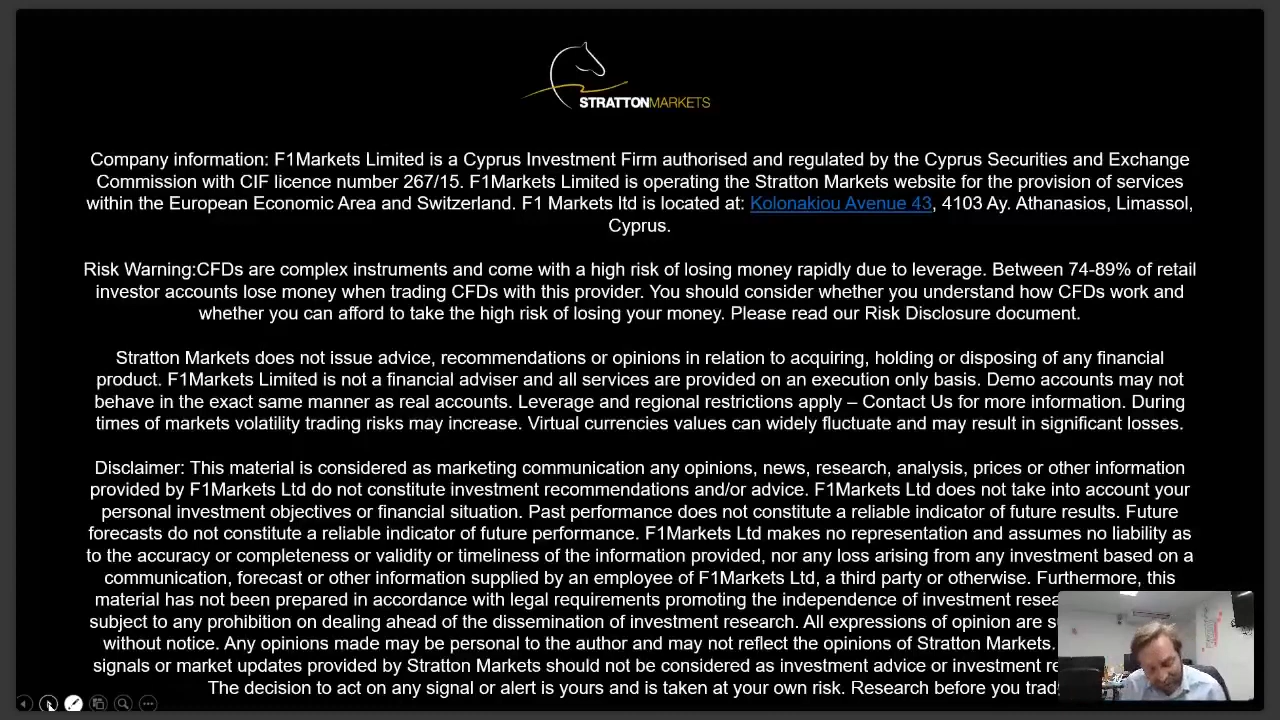 STRATTONMARKETS
Company information: F1Markets Limited is a Cyprus Investment Firm authorised and regulated by the Cyprus Securities and Exchange
Commission with CIF licence number 267/15. F1Markets Limited is operating the Stratton Markets website for the provision of services
within the European Economic Area and Switzerland. F1 Markets ltd is located at: Kolonakiou Avenue 43, 4103 Ay. Athanasios, Limassol,
Cyprus.
Risk Warning:CFDs are complex instruments and come with a high risk of losing money rapidly due to leverage. Between 74-89% of retail
investor accounts lose money when trading CFDs with this provider. You should consider whether you understand how CFDs work and
whether you can afford to take the high risk of losing your money. Please read our Risk Disclosure document.
Stratton Markets does not issue advice, recommendations or opinions in relation to acquiring, holding or disposing of any financial
product. F1Markets Limited is not a financial adviser and all services are provided on an execution only basis. Demo accounts may not
behave in the exact same manner as real accounts. Leverage and regional restrictions apply – Contact Us for more information. During
times of markets volatility trading risks may increase. Virtual currencies values can widely fluctuate and may result in significant losses.
Disclaimer: This material is considered as marketing communication any opinions, news, research, analysis, prices or other information
provided by F1Markets Ltd do not constitute investment recommendations and/or advice. F1Markets Ltd does not take into account your
personal investment objectives or financial situation. Past performance does not constitute a reliable indicator of future results. Future
forecasts do not constitute a reliable indicator of future performance. F1Markets Ltd makes no representation and assumes no liability as
to the accuracy or completeness or validity or timeliness of the information provided, nor any loss arising from any investment based on a
communication, forecast or other information supplied by an employee of F1Markets Ltd, a third party or otherwise. Furthermore, this
material has not been prepared in accordance with legal requirements promoting the independence of investment
subject to any prohibition on dealing ahead of the dissemination of investment research. All expressions of opinion are
without notice. Any opinions made may be personal to the author and may not reflect the opinions of Stratton Markets.
signals or market updates provided by Stratton Markets should not be considered as investment advice or investment
The decision to act on any signal or alert is yours and is taken at your own risk. Research before you